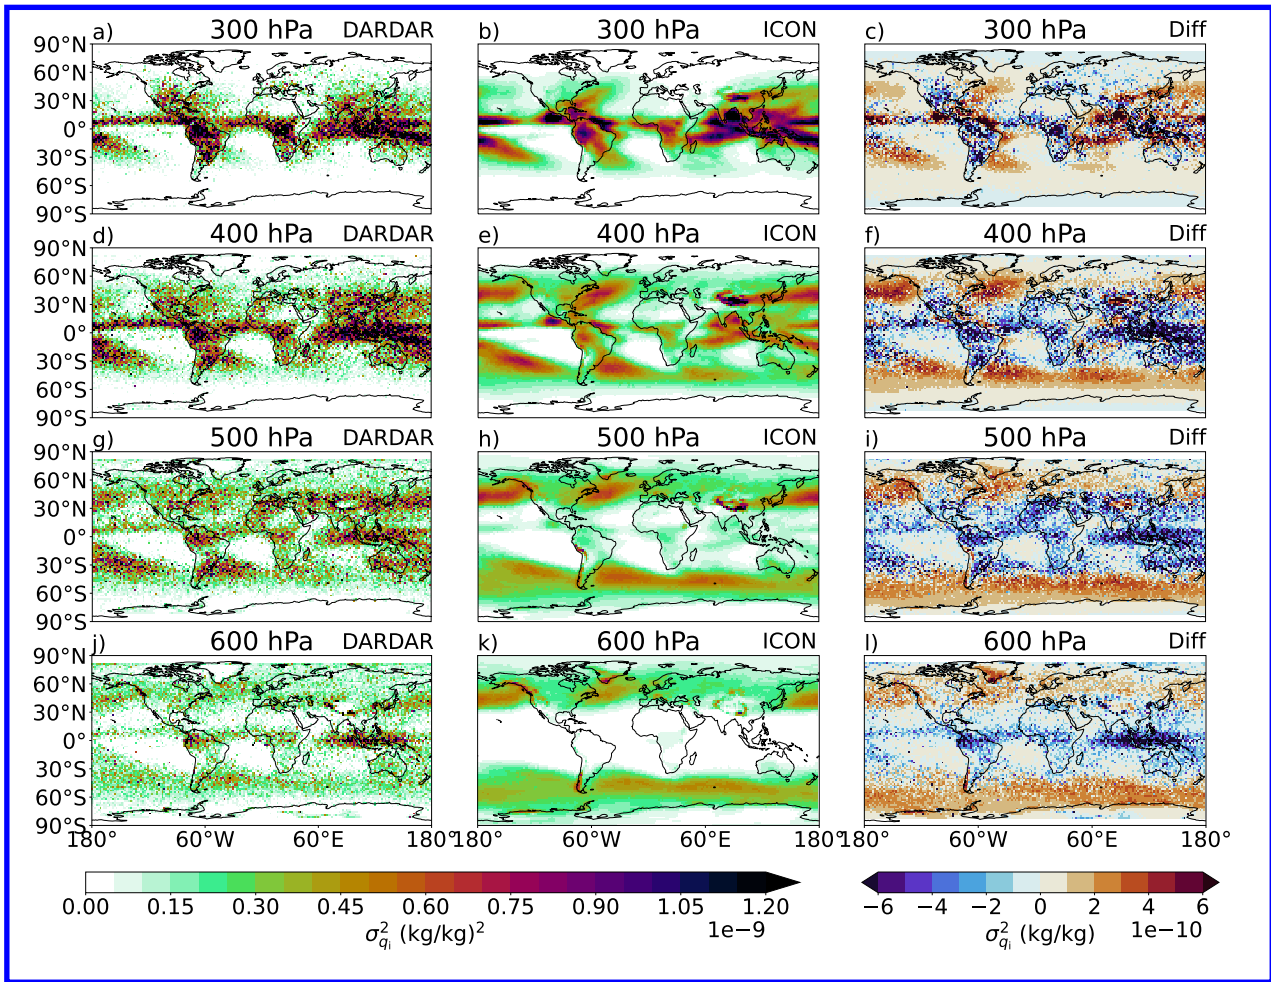 a) 300 hPa DARDAR b) 300 hPa ICON c) 300 hPa Diff
90°N
60°N
30°N
0°
30°S
60°S
90°S
d) 400 hPa DARDAR e) 400 hPa ICON f) 400 hPa Diff
90°N
60°N
30°N
0°
30°S
60°S
90°S
g) 500 hPa DARDAR h) 500 hPa ICON i) 500 hPa Diff
90°N
60°N
30°N
0°
30°S
60°S
90°S
j) 600 hPa DARDAR k) 600 hPa ICON l) 600 hPa Diff
90°N
60°N
30°N
0°
30°S
60°S
90°S
180° 60°W 60°E 180° 180° 60°W 60°E 180° 180° 60°W 60°E 180°
0.00 0.15 0.30 0.45 0.60 0.75 0.90 1.05 1.20 −6 −4 −2 0 2 4 6
σ²qi (kg/kg)² 1e−9 σ²qi (kg/kg) 1e−10